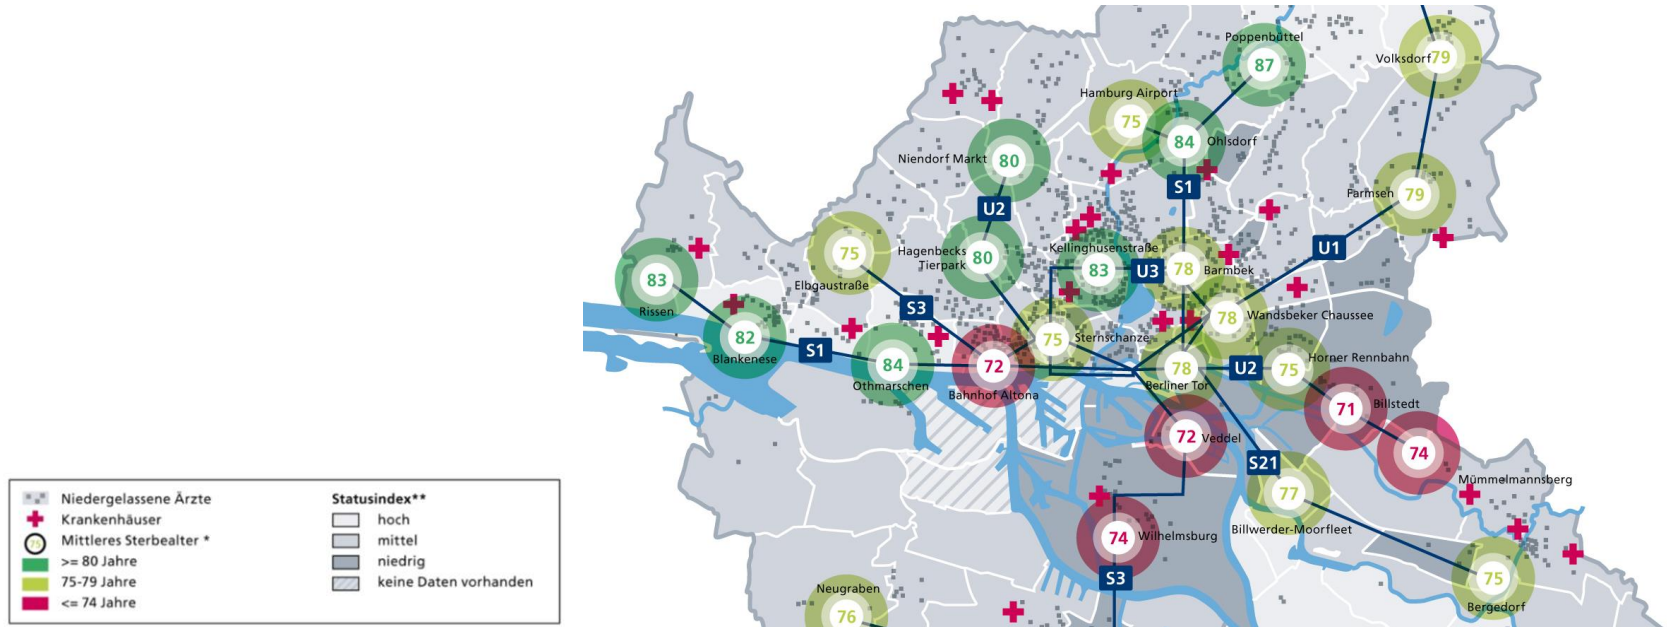 Poppenbüttel
87
Volksdorf
79
Hamburg Airport
75
84
Ohlsdorf
Niendorf Markt
80
S1
U2
Farmsen
79
Kellinghusenstraße
75
Hagenbecks
Tierpark
80
83
U3
78
Barmbek
U1
Elbgaustraße
83
Rissen
S3
78
Wandsbeker Chaussee
82
Blankenese
S1
75
Sternschanze
84
Othmarschen
72
Bahnhof Altona
78
Berliner Tor
U2
75
Horner Rennbahn
71
Billstedt
72
Veddel
74
Mümmelmannsberg
S21
77
Billwerder-Moorfleet
74
Wilhelmsburg
S3
75
Bergedorf
Neugraben
76
Niedergelassene Ärzte
Krankenhäuser
75
Mittleres Sterbealter *
>= 80 Jahre
75-79 Jahre
<= 74 Jahre
Statusindex**
hoch
mittel
niedrig
keine Daten vorhanden